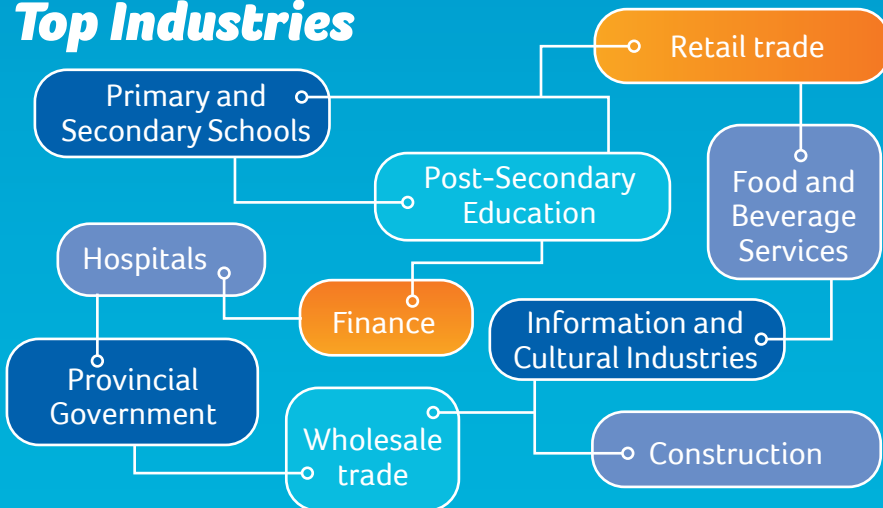 Top Industries
Retail trade
Primary and
Secondary Schools
Post-Secondary
Education
Food and
Beverage
Services
Hospitals
Finance
Information and
Cultural Industries
Provincial
Government
Wholesale
trade
Construction